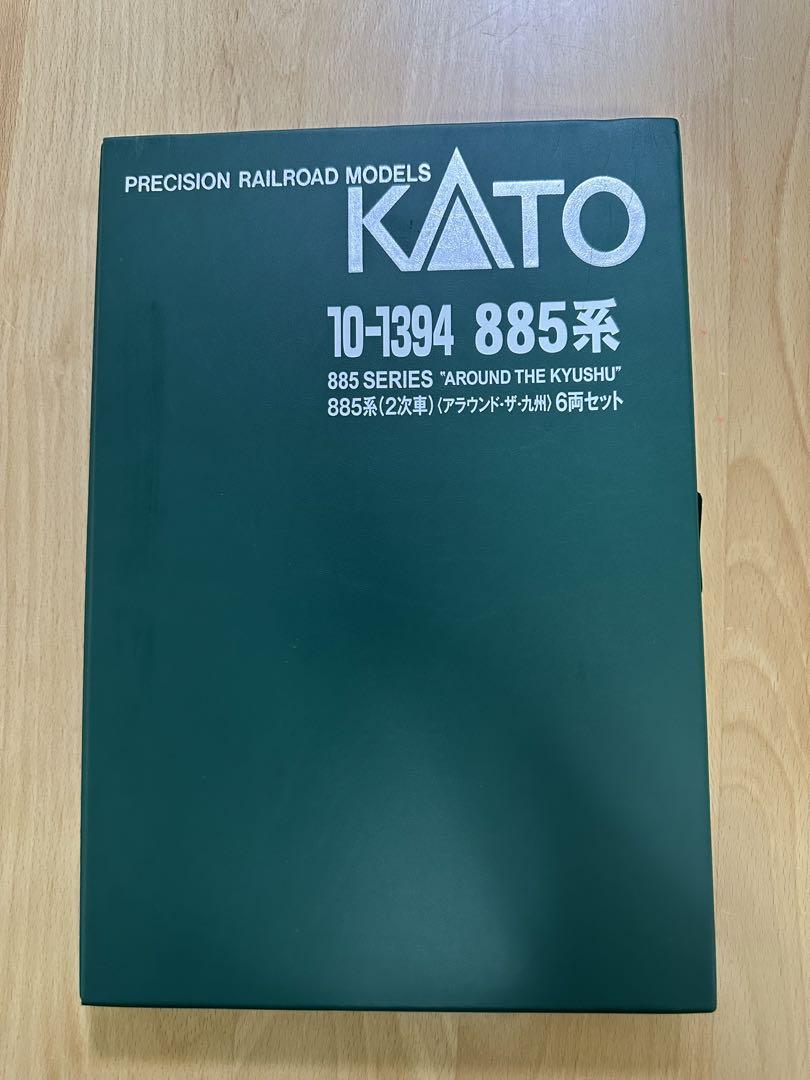 PRECISION RAILROAD MODELS
KATO
10-1394 885系
885 SERIES "AROUND THE KYUSHU"
885系(2次車)〈アラウンド・ザ・九州〉6両セット